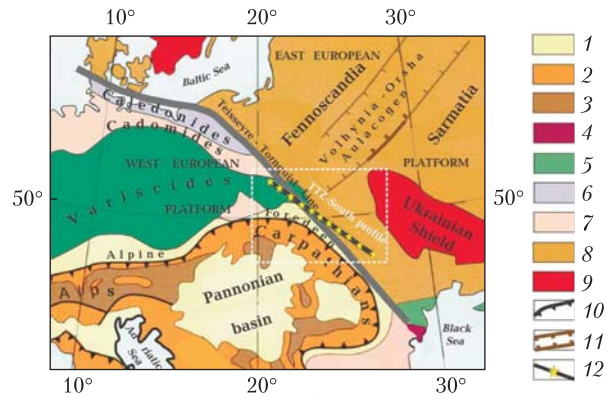 10° 20° 30°
Baltic Sea
EAST EUROPEAN
Fennoscandia
Volhynia-Orsha
Aulacogen
Sarmatia
Caledonides
Cadomides
Teisseyre-Tornquist
WEST EUROPEAN
PLATFORM
Variscides
PLATFORM
TTZ-South profile
50° 50°
Ukrainian
Shield
foredeep
Alpine
Carpathians
Alps
Pannonian
basin
Adriatic
Sea
Black
Sea
10° 20° 30°
1
2
3
4
5
6
7
8
9
10
11
12